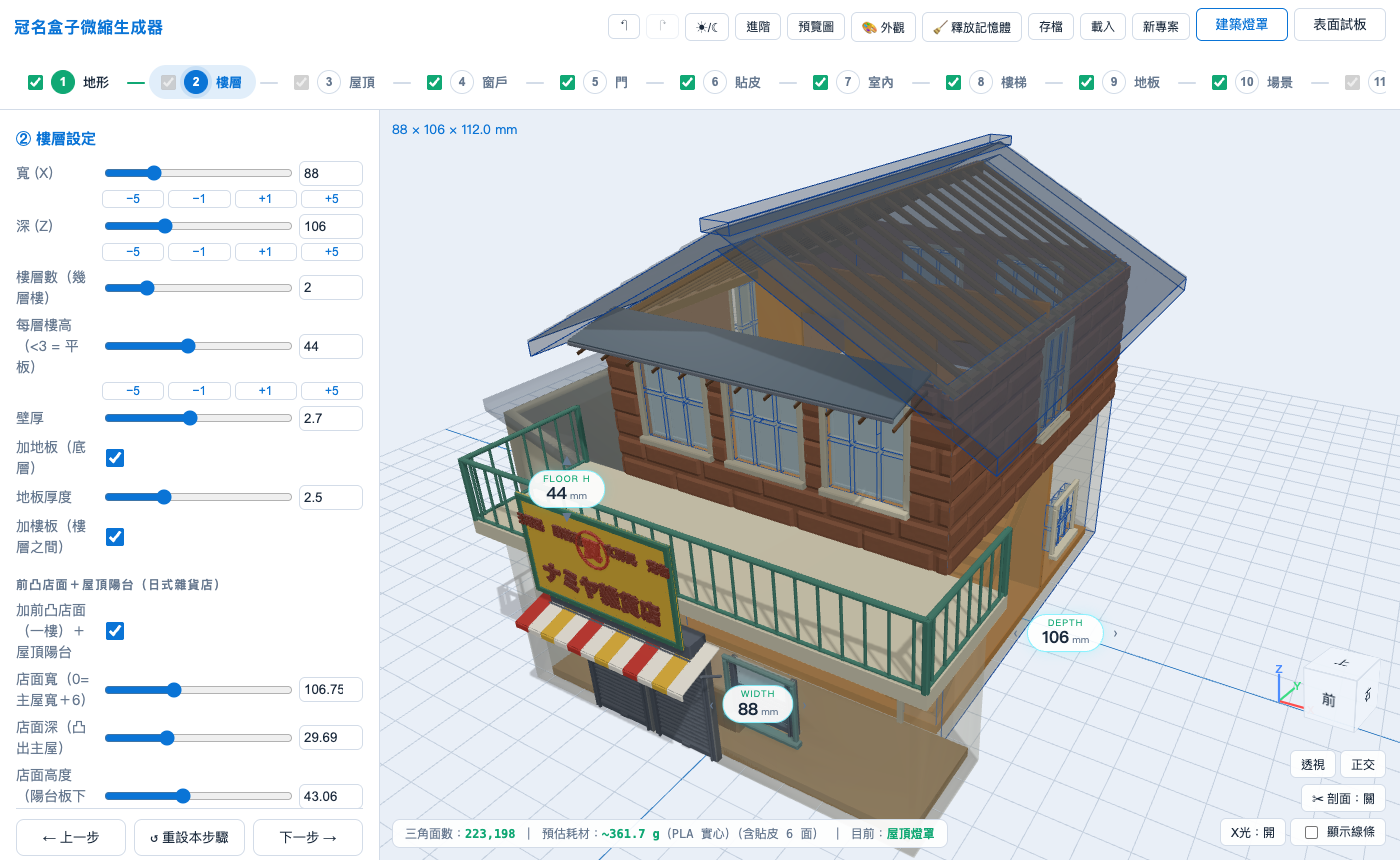 冠名盒子微縮生成器
☀/☾ 進階 預覽圖 🎨 外觀 🧹 釋放記憶體 存檔 載入 新專案 建築燈罩 表面試板
1 地形 2 樓層 3 屋頂 4 窗戶 5 門 6 貼皮 7 室內 8 樓梯 9 地板 10 場景 11
② 樓層設定
寬 (X) 88
−5 −1 +1 +5
深 (Z) 106
−5 −1 +1 +5
樓層數（幾
層樓） 2
每層樓高
（<3 = 平
板） 44
−5 −1 +1 +5
壁厚 2.7
加地板（底
層）
地板厚度 2.5
加樓板（樓
層之間）
前凸店面＋屋頂陽台（日式雜貨店）
加前凸店面
（一樓）＋
屋頂陽台
店面寬（0=
主屋寬＋6） 106.75
店面深（凸
出主屋） 29.69
店面高度
（陽台板下 43.06
← 上一步 ↺ 重設本步驟 下一步 →
88 × 106 × 112.0 mm
FLOOR H
44 mm
ナミヤ雑貨店
DEPTH
106 mm ›
WIDTH
88 mm
Z
Y
前
透視 正交
✂ 剖面：關
X光：開 顯示線條
三角面數：223,198 | 預估耗材：~361.7 g (PLA 實心) (含貼皮 6 面) | 目前：屋頂燈罩